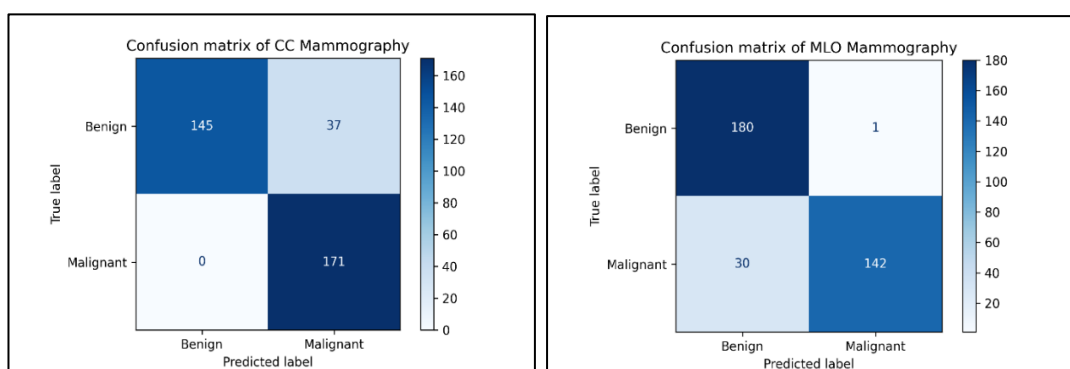 Confusion matrix of CC Mammography
160
140
Benign 145 37
120
100
True label
80
60
Malignant 0 171
40
20
0
Benign Malignant
Predicted label
Confusion matrix of MLO Mammography
180
160
Benign 180 1
140
120
True label
100
80
Malignant 30 142
60
40
20
Benign Malignant
Predicted label